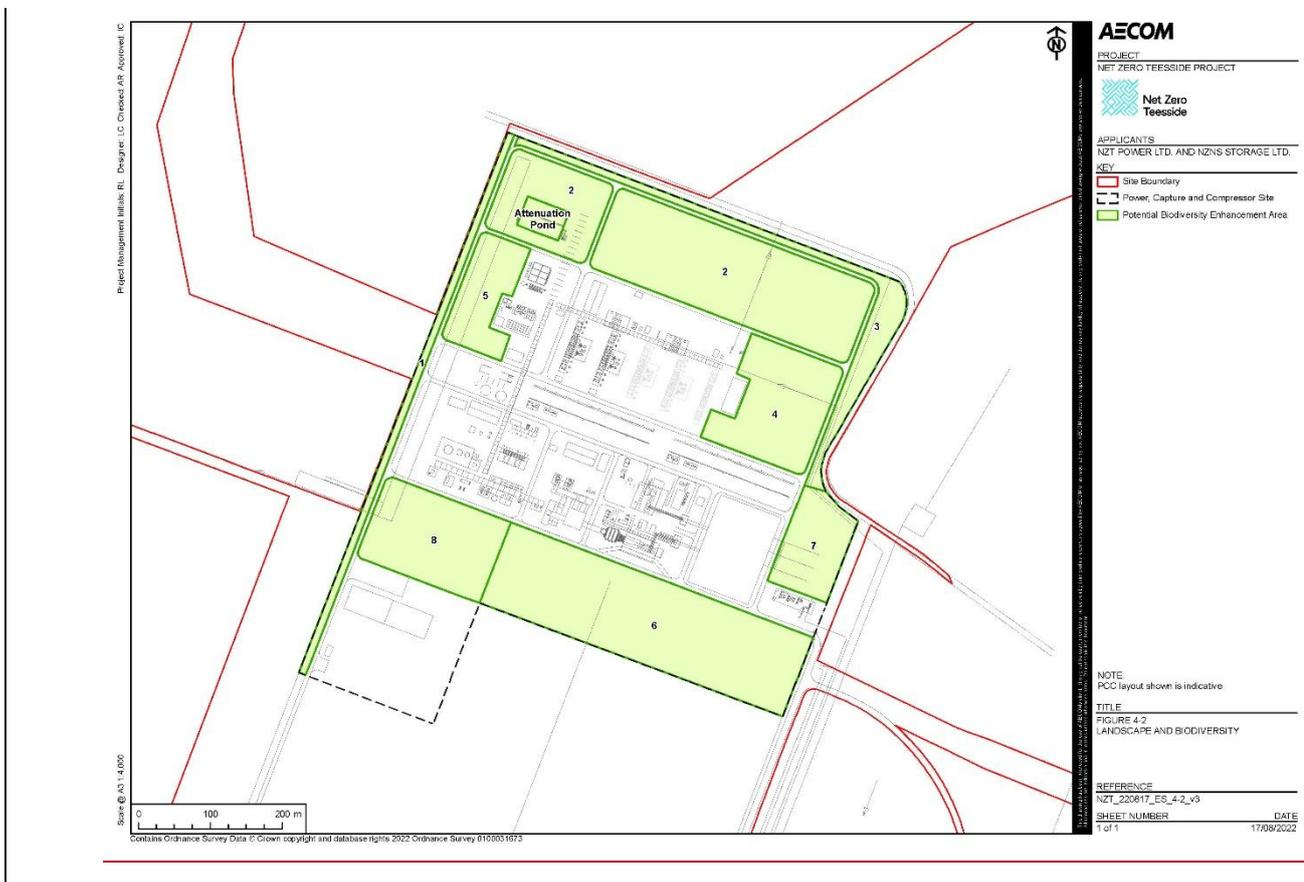 Project Management Initials: RL Designer: LC Checked: AR Approved: IC
Scale @ A3 1:4,000
N
2
Attenuation
Pond
2
3
5
1
4
8
7
6
0 100 200 m
Contains Ordnance Survey Data © Crown copyright and database rights 2022 Ordnance Survey 0100031673
AECOM
PROJECT
NET ZERO TEESSIDE PROJECT
Net Zero
Teesside
APPLICANTS
NZT POWER LTD. AND NZNS STORAGE LTD.
KEY
Site Boundary
Power, Capture and Compressor Site
Potential Biodiversity Enhancement Area
NOTE:
PCC layout shown is indicative
TITLE
FIGURE 4-2
LANDSCAPE AND BIODIVERSITY
REFERENCE
NZT_220817_ES_4-2_v3
SHEET NUMBER DATE
1 of 1 17/08/2022